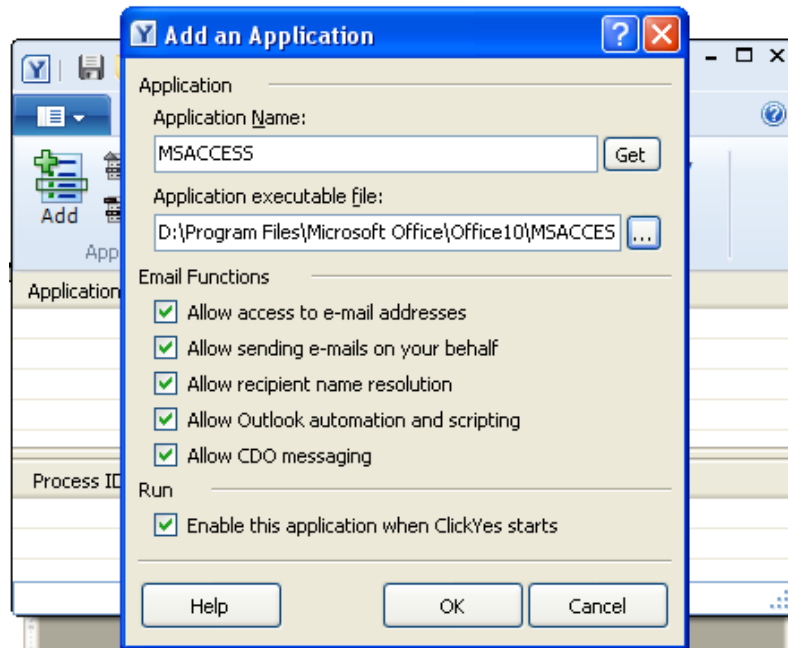 Add an Application
Application
Application Name:
MSACCESS
Get
Application executable file:
D:\Program Files\Microsoft Office\Office10\MSACCES
...
Add
App
Email Functions
Application
Allow access to e-mail addresses
Allow sending e-mails on your behalf
Allow recipient name resolution
Allow Outlook automation and scripting
Allow CDO messaging
Process ID
Run
Enable this application when ClickYes starts
Help
OK
Cancel